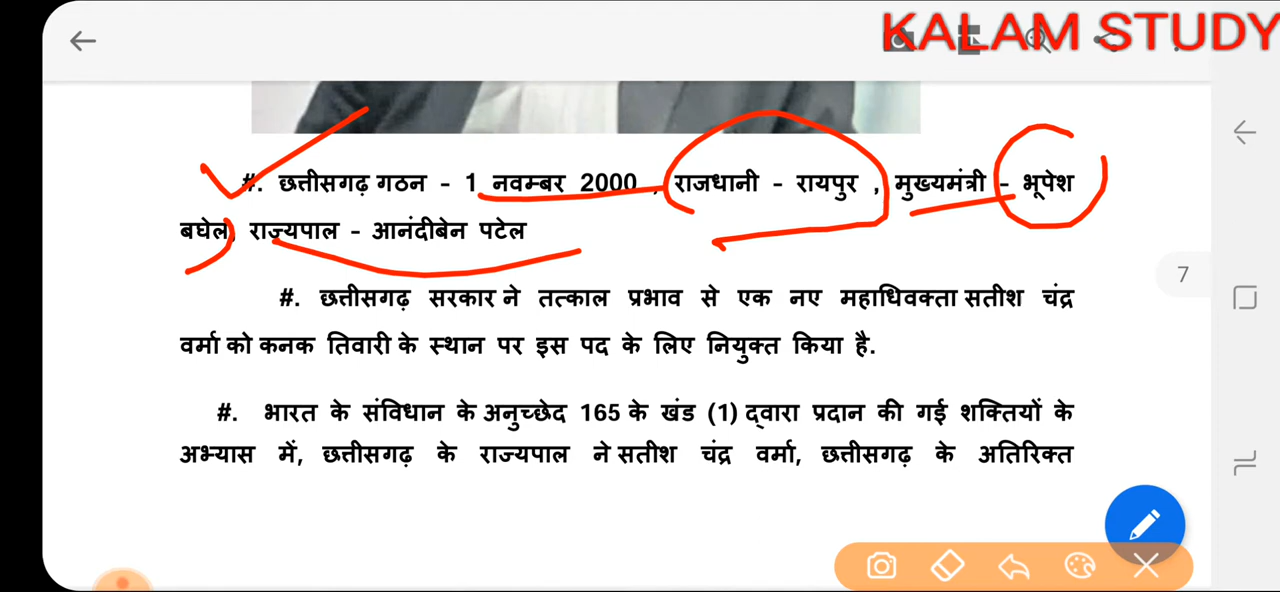 KALAM STUDY
#. छत्तीसगढ़ गठन - 1 नवम्बर 2000 , राजधानी - रायपुर , मुख्यमंत्री - भूपेश
बघेल, राज्यपाल - आनंदीबेन पटेल
7
#. छत्तीसगढ़ सरकार ने तत्काल प्रभाव से एक नए महाधिवक्ता सतीश चंद्र
वर्मा को कनक तिवारी के स्थान पर इस पद के लिए नियुक्त किया है.
#. भारत के संविधान के अनुच्छेद 165 के खंड (1) द्वारा प्रदान की गई शक्तियों के
अभ्यास में, छत्तीसगढ़ के राज्यपाल ने सतीश चंद्र वर्मा, छत्तीसगढ़ के अतिरिक्त